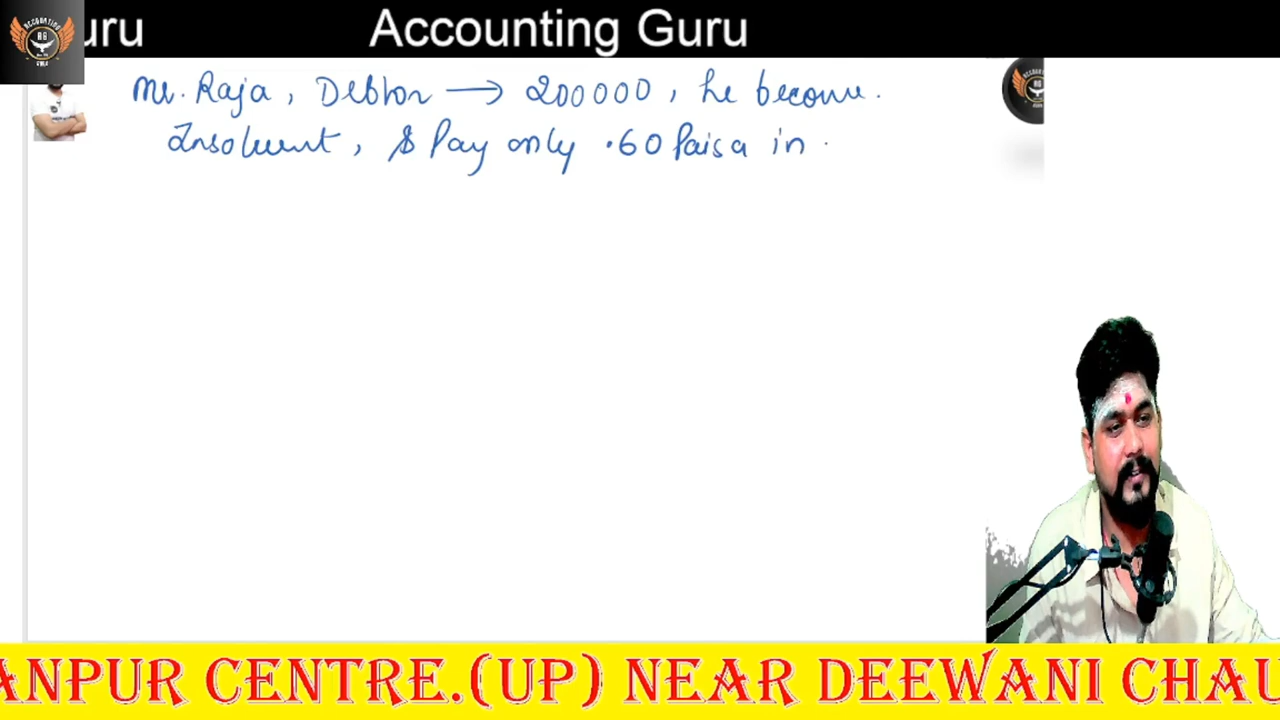 uru
Accounting Guru
Mr. Raja, Debtor → 200000, he become.
Insolvent, & Pay only .60 Paisa in
ANPUR CENTRE.(UP) NEAR DEEWANI CHAU